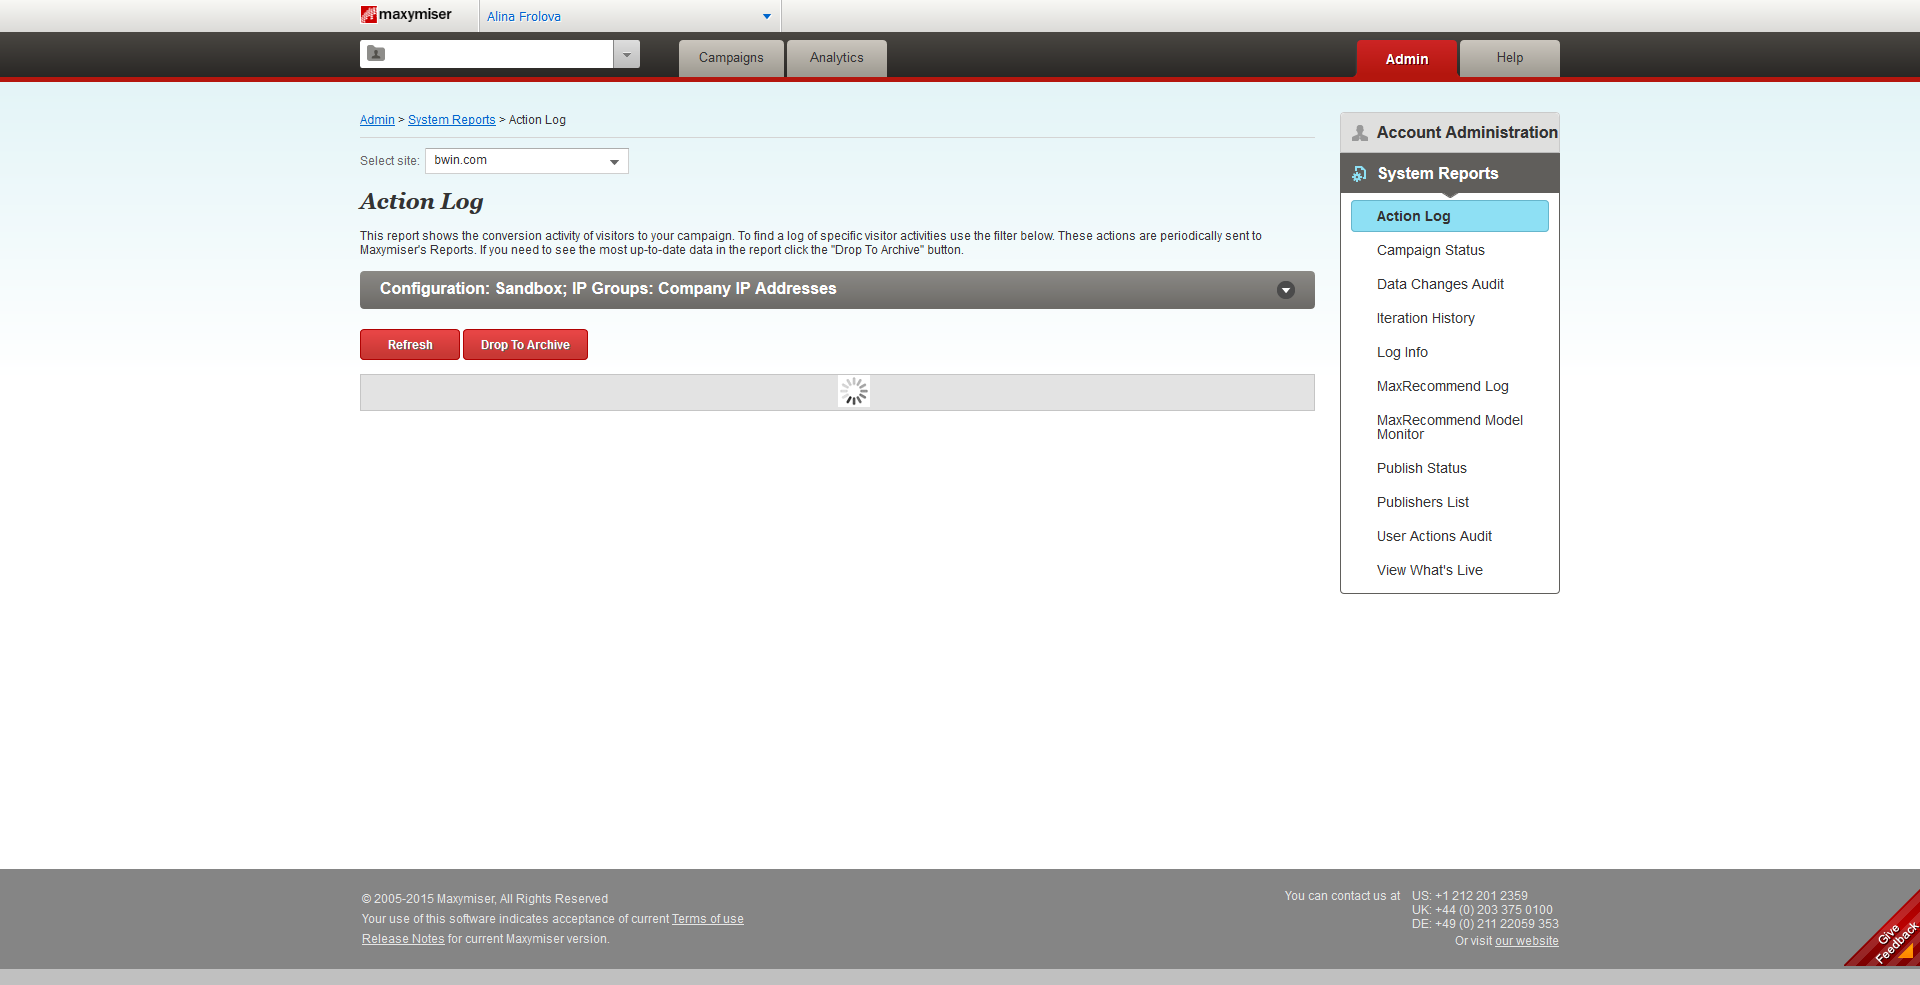 maxymiser
Alina Frolova
Campaigns
Analytics
Admin
Help
Admin > System Reports > Action Log
Select site: bwin.com
Action Log
This report shows the conversion activity of visitors to your campaign. To find a log of specific visitor activities use the filter below. These actions are periodically sent to
Maxymiser's Reports. If you need to see the most up-to-date data in the report click the "Drop To Archive" button.
Configuration: Sandbox; IP Groups: Company IP Addresses
Refresh
Drop To Archive
Account Administration
System Reports
Action Log
Campaign Status
Data Changes Audit
Iteration History
Log Info
MaxRecommend Log
MaxRecommend Model
Monitor
Publish Status
Publishers List
User Actions Audit
View What's Live
© 2005-2015 Maxymiser, All Rights Reserved
Your use of this software indicates acceptance of current Terms of use
Release Notes for current Maxymiser version.
You can contact us at US: +1 212 201 2359
UK: +44 (0) 203 375 0100
DE: +49 (0) 211 22059 353
Or visit our website
Give
Feedback